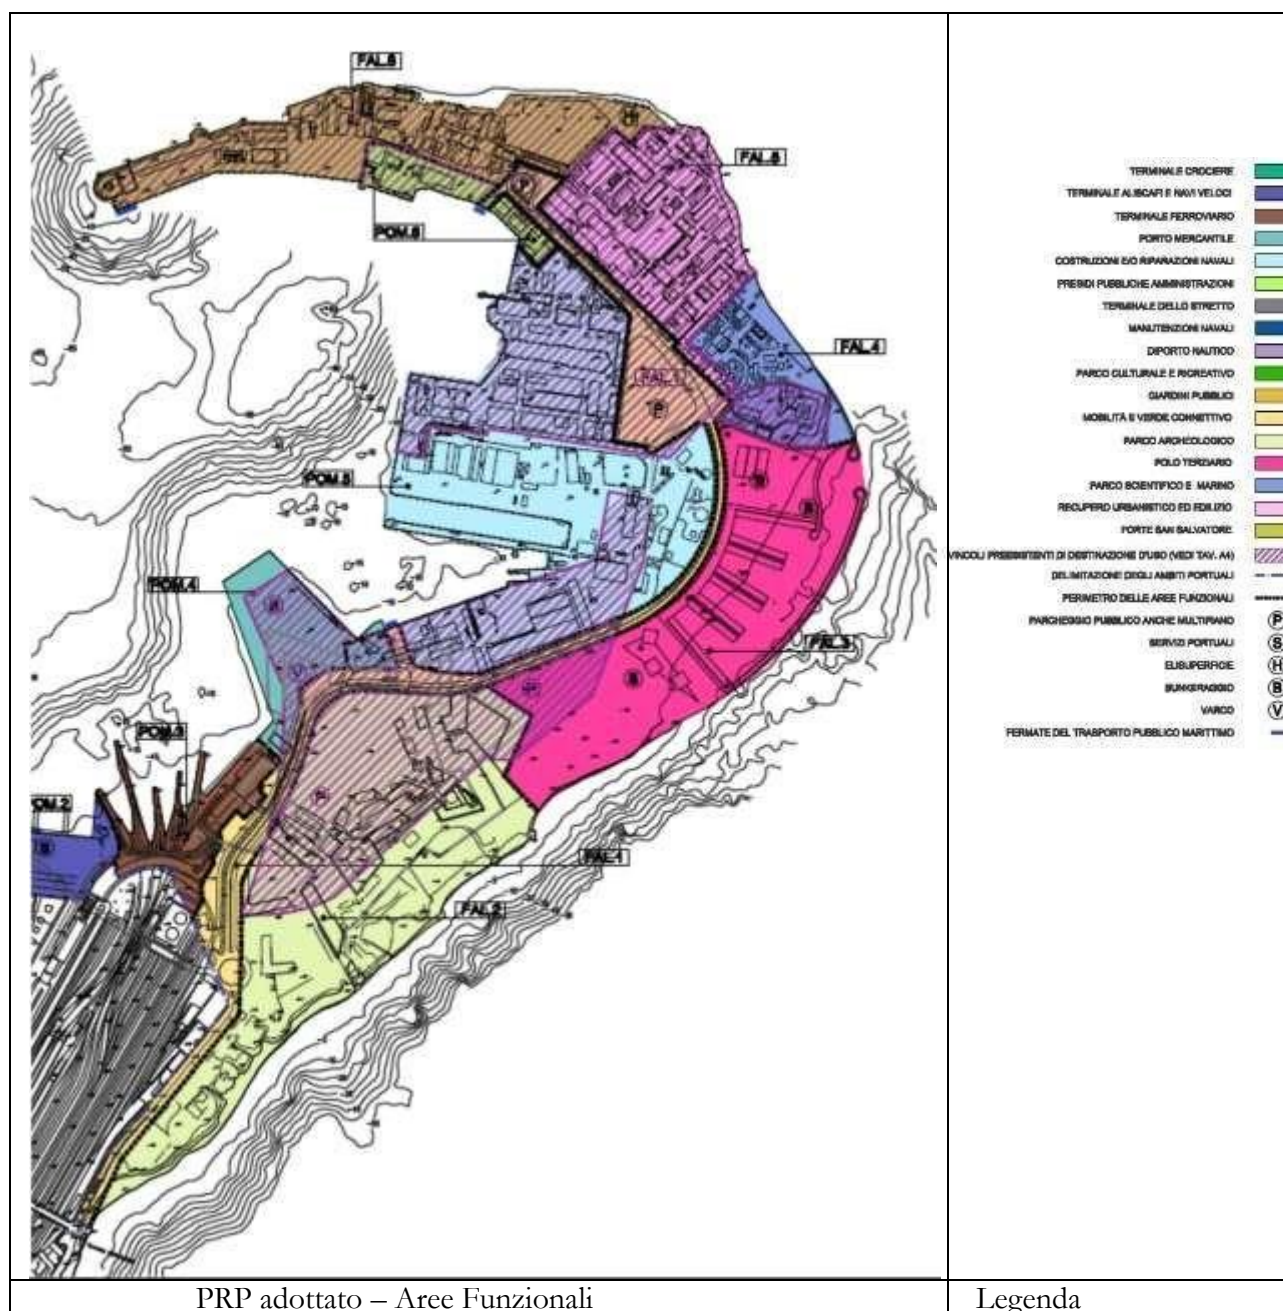 FAL.6
FAL.5
POM.6
P
FAL.4
FAL.1
P
POM.5
POM.4
FAL.3
POM.3
OM.2
FAL.1
FAL.2
TERMINALE CROCIERE
TERMINALE ALISCAFI E NAVI VELOCI
TERMINALE FERROVIARIO
PORTO MERCANTILE
COSTRUZIONI E/O RIPARAZIONI NAVALI
PRESIDI PUBBLICHE AMMINISTRAZIONI
TERMINALE DELLO STRETTO
MANUTENZIONI NAVALI
DIPORTO NAUTICO
PARCO CULTURALE E RICREATIVO
GIARDINI PUBBLICI
MOBILITÀ E VERDE CONNETTIVO
PARCO ARCHEOLOGICO
POLO TERZIARIO
PARCO SCIENTIFICO E MARINO
RECUPERO URBANISTICO ED EDILIZIO
FORTE SAN SALVATORE
VINCOLI PREESISTENTI DI DESTINAZIONE D'USO (VEDI TAV. A4)
DELIMITAZIONE DEGLI AMBITI PORTUALI
PERIMETRO DELLE AREE FUNZIONALI
PARCHEGGIO PUBBLICO ANCHE MULTIPIANO P
SERVIZI PORTUALI S
ELISUPERFICIE H
BUNKERAGGIO B
VARCO V
FERMATE DEL TRASPORTO PUBBLICO MARITTIMO
PRP adottato – Aree Funzionali
Legenda